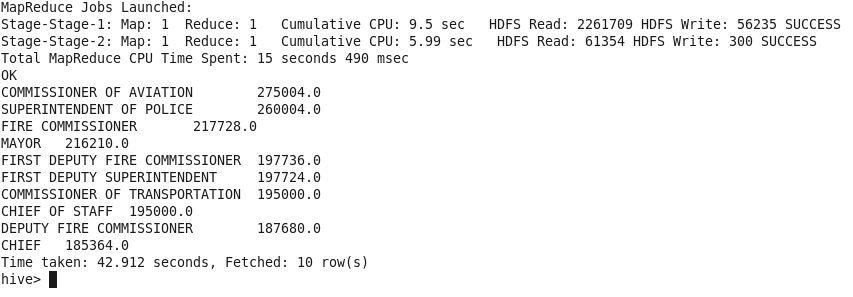 MapReduce Jobs Launched:
Stage-Stage-1: Map: 1  Reduce: 1   Cumulative CPU: 9.5 sec   HDFS Read: 2261709 HDFS Write: 56235 SUCCESS
Stage-Stage-2: Map: 1  Reduce: 1   Cumulative CPU: 5.99 sec   HDFS Read: 61354 HDFS Write: 300 SUCCESS
Total MapReduce CPU Time Spent: 15 seconds 490 msec
OK
COMMISSIONER OF AVIATION        275004.0
SUPERINTENDENT OF POLICE        260004.0
FIRE COMMISSIONER       217728.0
MAYOR   216210.0
FIRST DEPUTY FIRE COMMISSIONER  197736.0
FIRST DEPUTY SUPERINTENDENT     197724.0
COMMISSIONER OF TRANSPORTATION  195000.0
CHIEF OF STAFF  195000.0
DEPUTY FIRE COMMISSIONER        187680.0
CHIEF   185364.0
Time taken: 42.912 seconds, Fetched: 10 row(s)
hive>